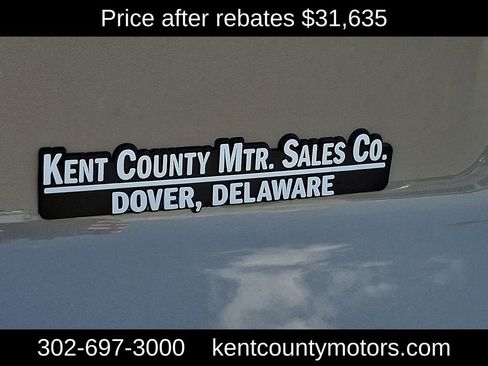 Price after rebates $31,635
KENT COUNTY MTR. SALES CO.
DOVER, DELAWARE
302-697-3000 kentcountymotors.com